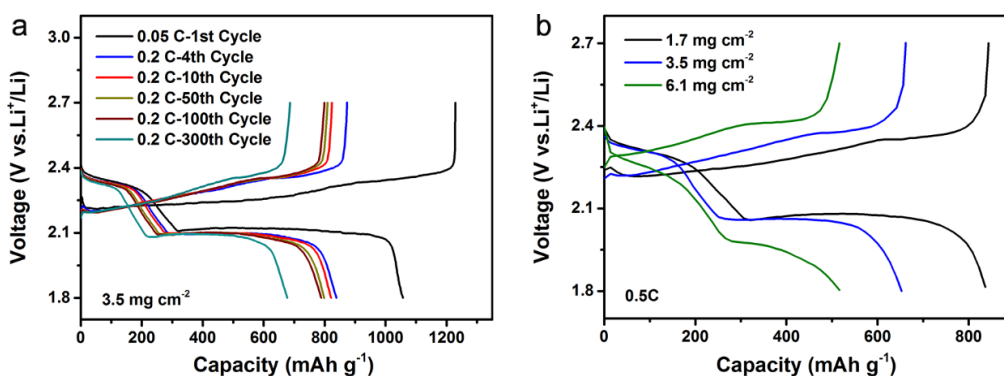 a
Voltage (V vs.Li⁺/Li)
3.0
2.7
2.4
2.1
1.8
0.05 C-1st Cycle
0.2 C-4th Cycle
0.2 C-10th Cycle
0.2 C-50th Cycle
0.2 C-100th Cycle
0.2 C-300th Cycle
3.5 mg cm⁻²
0 200 400 600 800 1000 1200
Capacity (mAh g⁻¹)
b
Voltage (V vs.Li⁺/Li)
2.7
2.4
2.1
1.8
1.7 mg cm⁻²
3.5 mg cm⁻²
6.1 mg cm⁻²
0.5C
0 200 400 600 800
Capacity (mAh g⁻¹)